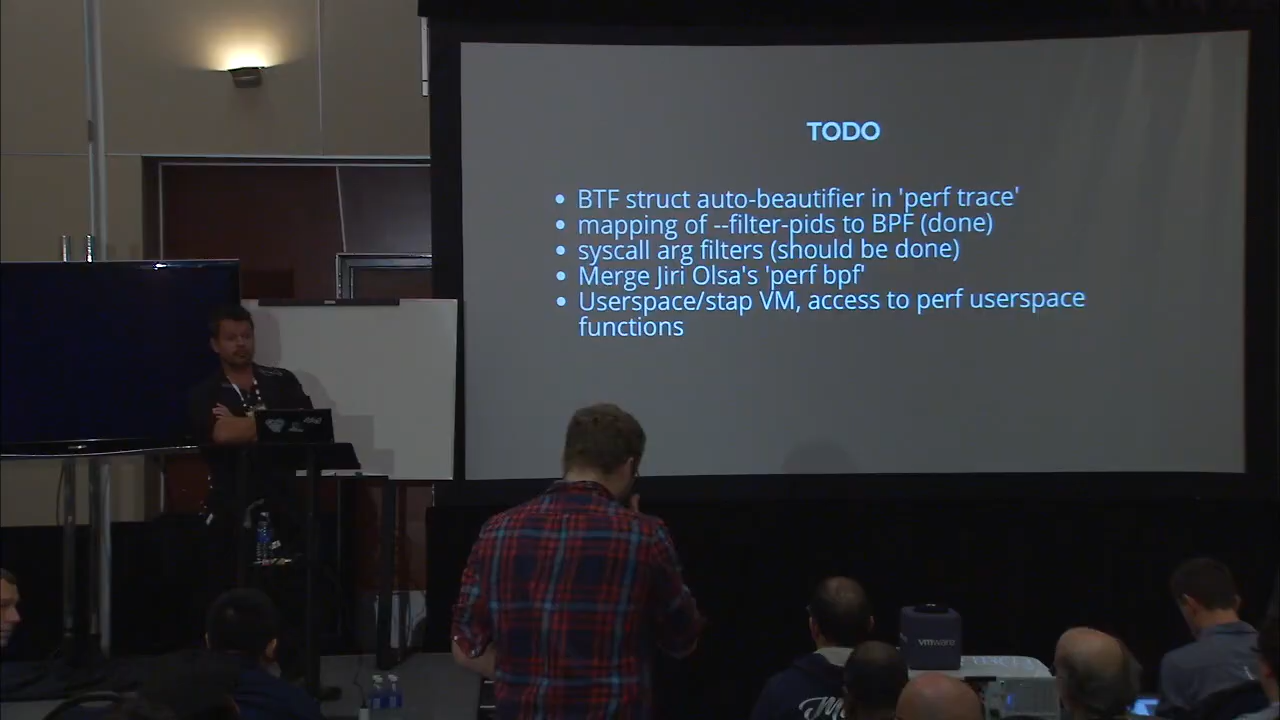 TODO
• BTF struct auto-beautifier in 'perf trace'
• mapping of --filter-pids to BPF (done)
• syscall arg filters (should be done)
• Merge Jiri Olsa's 'perf bpf'
• Userspace/stap VM, access to perf userspace
functions
vmware